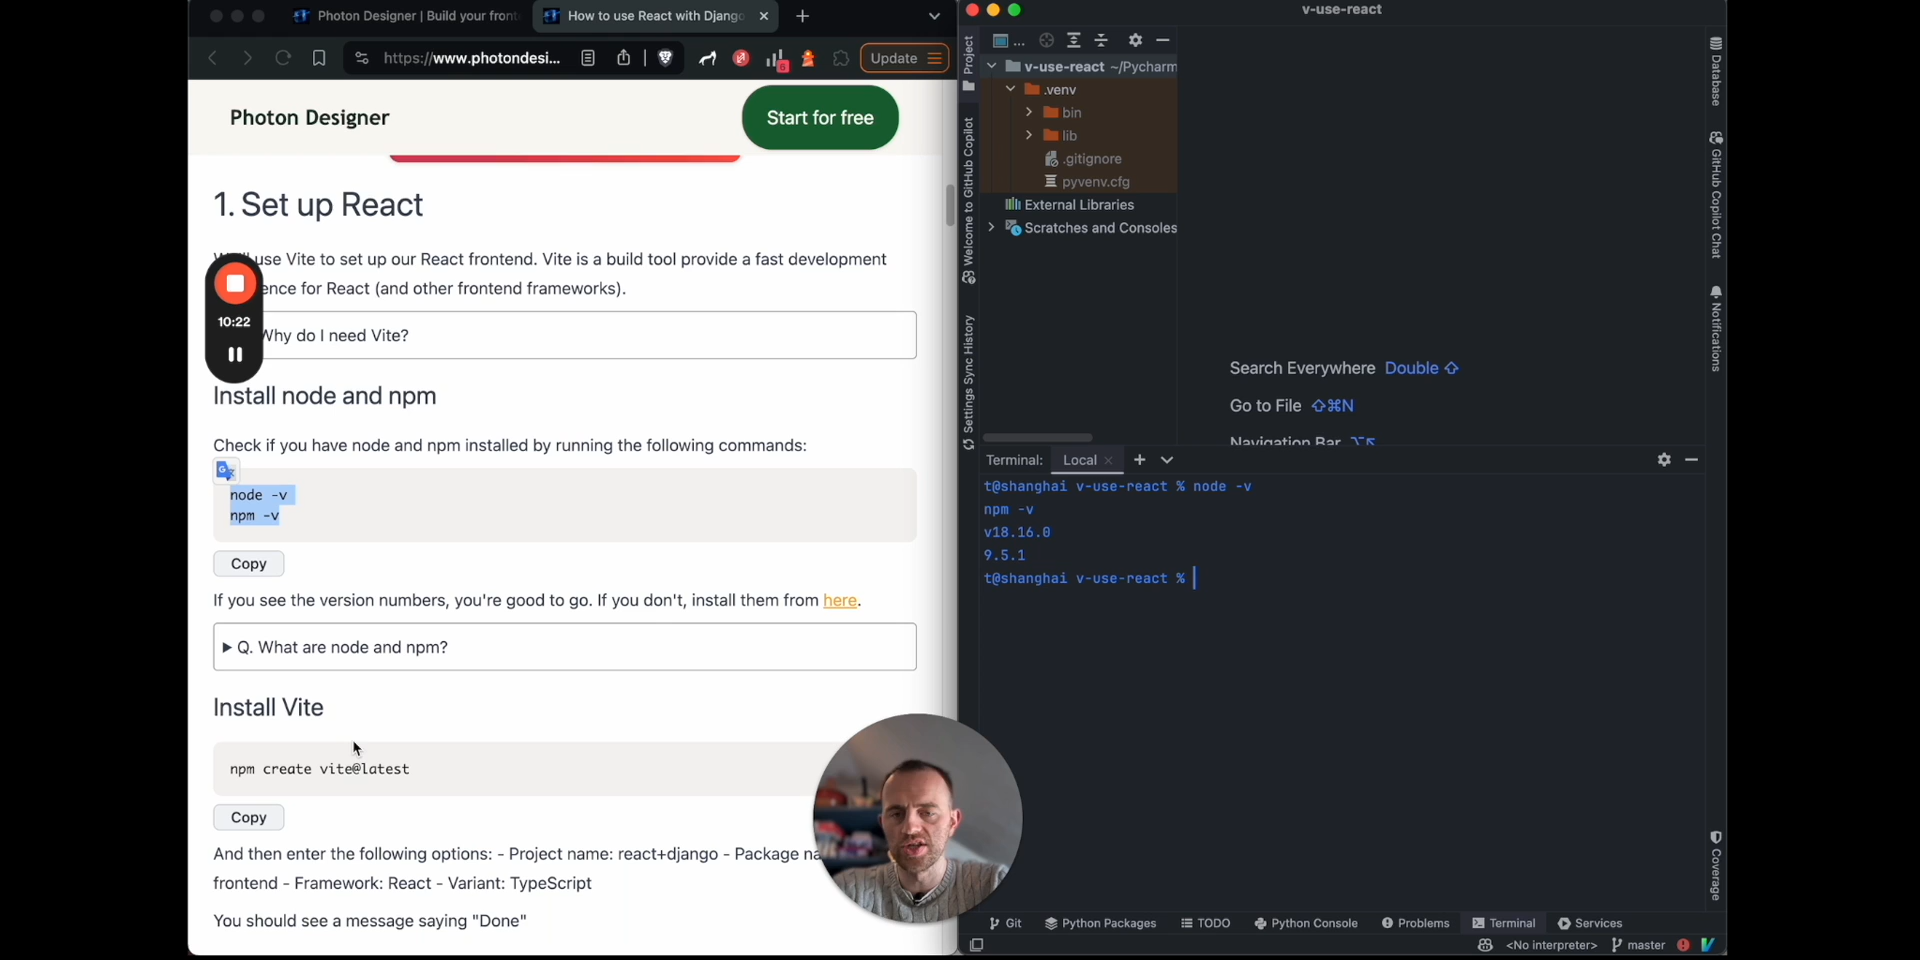 Photon Designer | Build your front
How to use React with Django
https://www.photondesi...
6
Update
Photon Designer
Start for free
1. Set up React
use Vite to set up our React frontend. Vite is a build tool provide a fast development
ence for React (and other frontend frameworks).
Why do I need Vite?
10:22
Install node and npm
Check if you have node and npm installed by running the following commands:
node -v
npm -v
Copy
If you see the version numbers, you're good to go. If you don't, install them from here.
Q. What are node and npm?
Install Vite
npm create vite@latest
Copy
And then enter the following options: - Project name: react+django - Package na
frontend - Framework: React - Variant: TypeScript
You should see a message saying "Done"
v-use-react
Project
...
v-use-react ~/Pycharm
.venv
bin
lib
.gitignore
pyvenv.cfg
External Libraries
Scratches and Consoles
Welcome to GitHub Copilot
Settings Sync History
Database
GitHub Copilot Chat
Notifications
Coverage
Search Everywhere Double ⇧
Go to File ⇧⌘N
Navigation Bar
Terminal: Local
t@shanghai v-use-react % node -v
npm -v
v18.16.0
9.5.1
t@shanghai v-use-react %
Git
Python Packages
TODO
Python Console
Problems
Terminal
Services
<No interpreter>
master